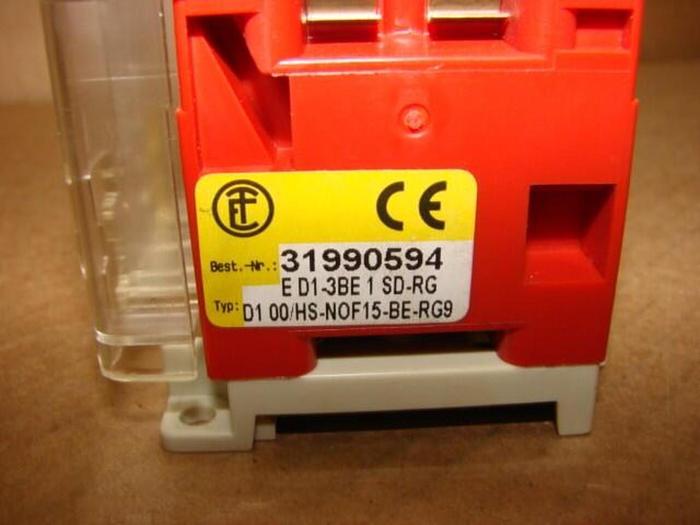 CE
Best.-Nr.: 31990594
E D1-3BE 1 SD-RG
Typ: D1 00/HS-NOF15-BE-RG9